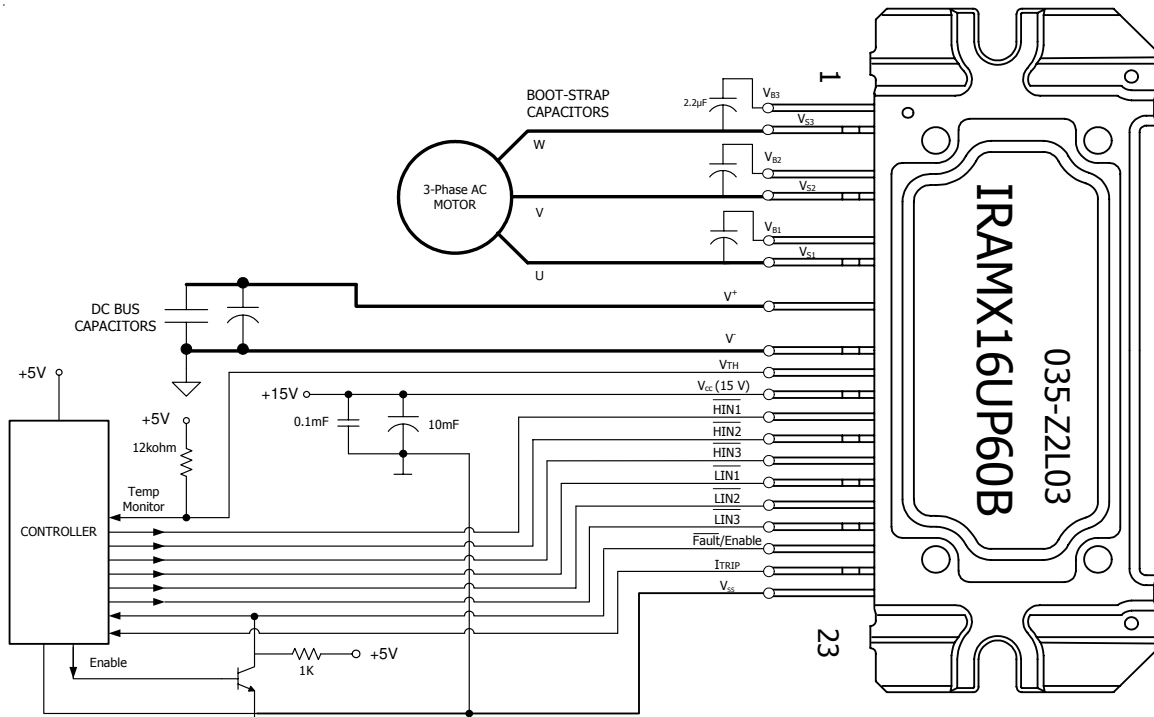 1
BOOT-STRAP
CAPACITORS
2.2µF
VB3
VS3
W
VB2
VS2
3-Phase AC
MOTOR
V
VB1
VS1
U
V+
DC BUS
CAPACITORS
V-
+5V
VTH
+15V
Vcc (15 V)
+5V
0.1mF
10mF
HIN1
12kohm
HIN2
HIN3
LIN1
Temp
Monitor
LIN2
CONTROLLER
LIN3
Fault/Enable
ITRIP
VSS
Enable
1K
+5V
23
IRAMX16UP60B
035-Z2L03